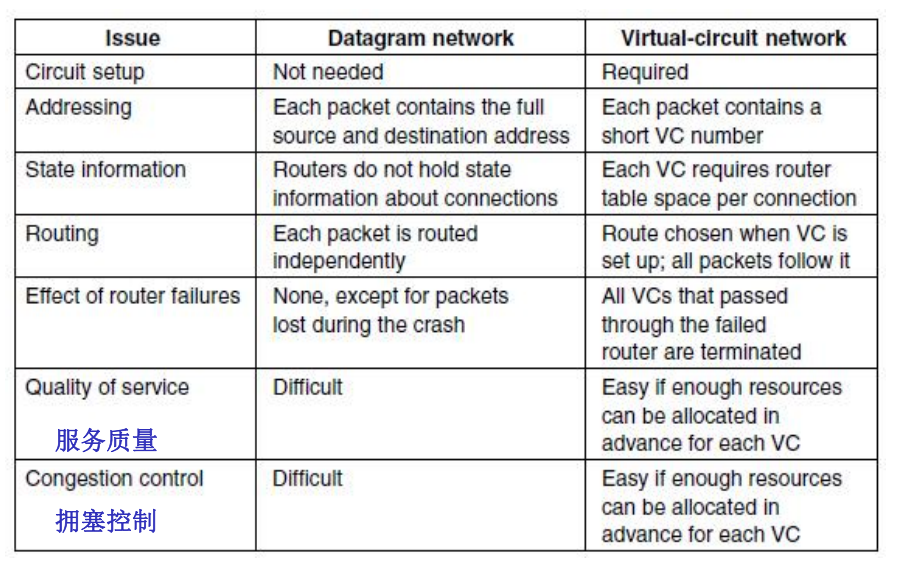 Issue Datagram network Virtual-circuit network
Circuit setup Not needed Required
Addressing Each packet contains the full Each packet contains a
source and destination address short VC number
State information Routers do not hold state Each VC requires router
information about connections table space per connection
Routing Each packet is routed Route chosen when VC is
independently set up; all packets follow it
Effect of router failures None, except for packets All VCs that passed
lost during the crash through the failed
router are terminated
Quality of service Difficult Easy if enough resources
can be allocated in
服务质量 advance for each VC
Congestion control Difficult Easy if enough resources
拥塞控制 can be allocated in
advance for each VC